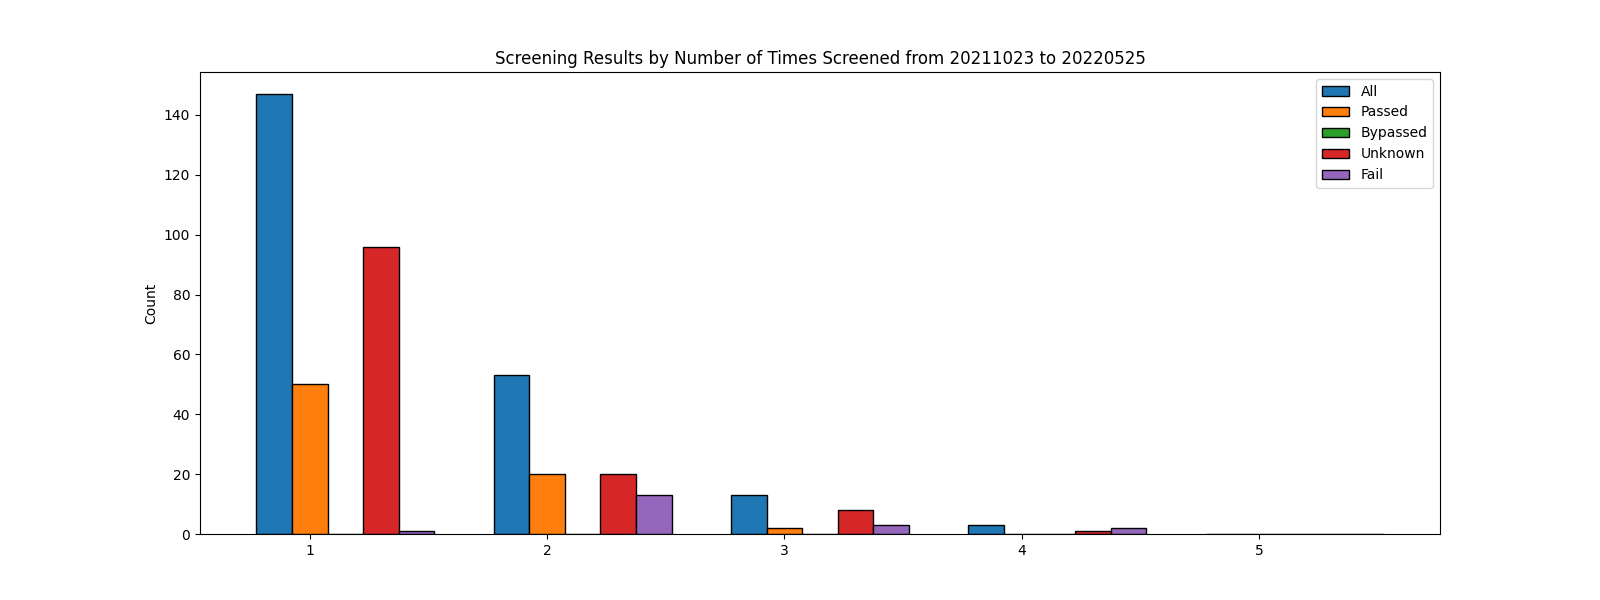 Screening Results by Number of Times Screened from 20211023 to 20220525
All
Passed
Bypassed
Unknown
Fail
140
120
100
80
60
40
20
0
Count
1 2 3 4 5